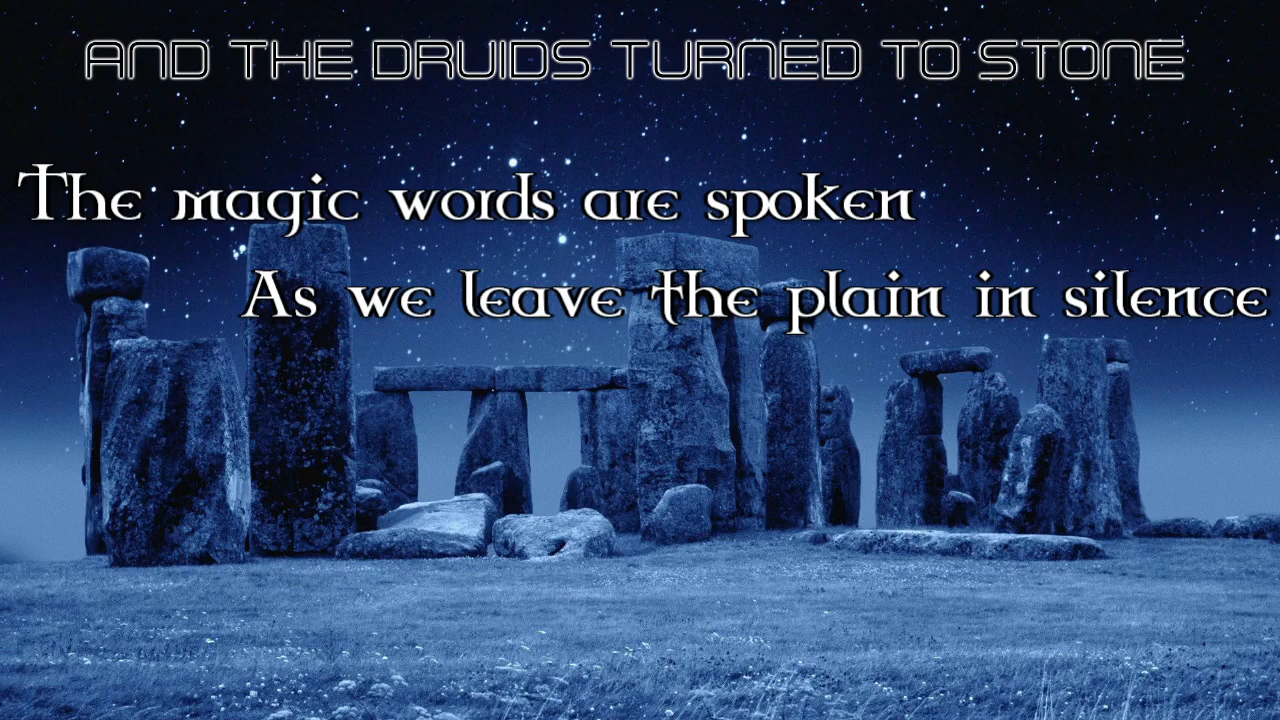 AND THE DRUIDS TURNED TO STONE
The magic words are spoken
As we leave the plain in silence